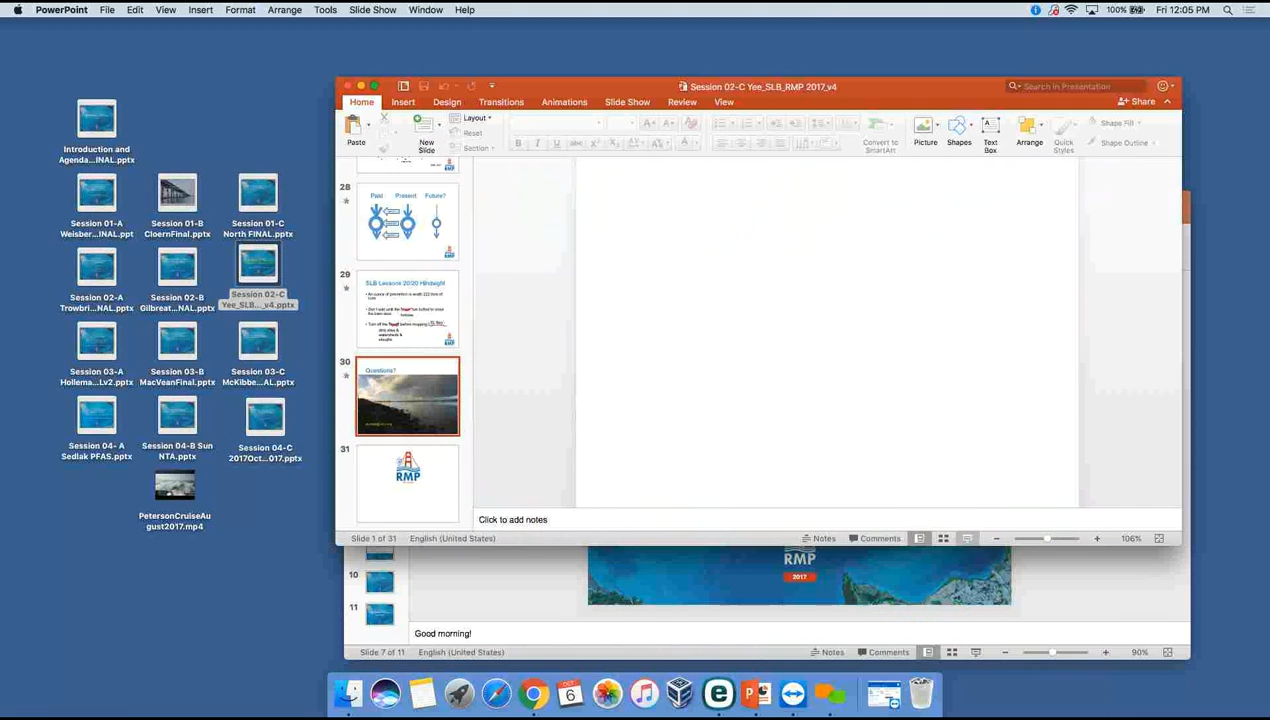 PowerPoint File Edit View Insert Format Arrange Tools Slide Show Window Help 100% Fri 12:05 PM
Introduction and
Agenda...INAL.pptx
Session 01-A
Weisber...INAL.ppt
Session 01-B
CloernFinal.pptx
Session 01-C
North FINAL.pptx
Session 02-A
Trowbri...NAL.pptx
Session 02-B
Gilbreat...NAL.pptx
Session 02-C
Yee_SLB..._v4.pptx
Session 03-A
Hollema...Lv2.pptx
Session 03-B
MacVeanFinal.pptx
Session 03-C
McKibbe...AL.pptx
Session 04- A
Sedlak PFAS.pptx
Session 04-B Sun
NTA.pptx
Session 04-C
2017Oct...017.pptx
PetersonCruiseAu
gust2017.mp4
Session 02-C Yee_SLB_RMP 2017_v4
Search in Presentation
Home Insert Design Transitions Animations Slide Show Review View
Share
Paste
New
Slide
Layout
Reset
Section
Convert to
SmartArt
Picture
Shapes
Text
Box
Arrange
Quick
Styles
Shape Fill
Shape Outline
28
Past Present Future?
29
SLB Lessons 20/20 Hindsight
30
Questions?
31
RMP
Click to add notes
Slide 1 of 31 English (United States) Notes Comments 106%
RMP
2017
10
11
Good morning!
Slide 7 of 11 English (United States) Notes Comments 90%
OCT
6